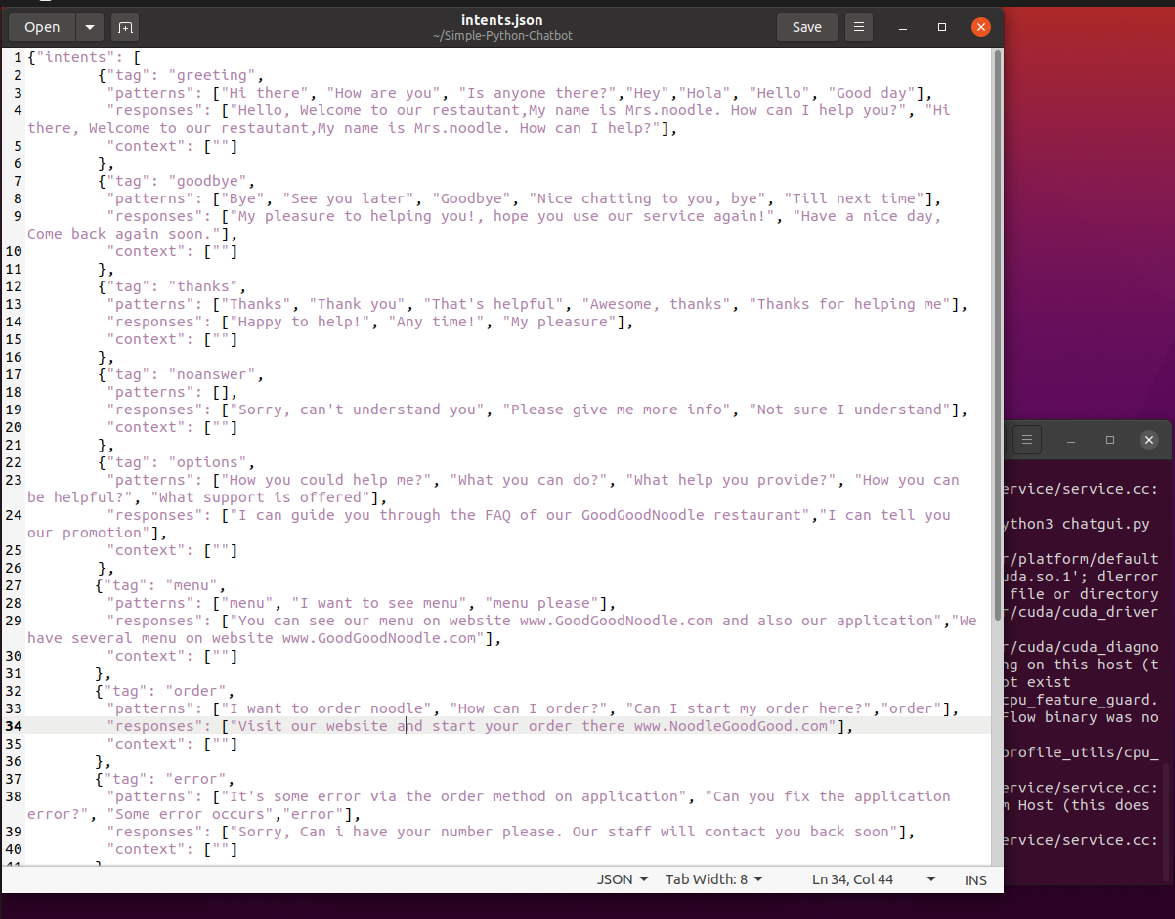 Open
intents.json
~/Simple-Python-Chatbot
Save
1 {"intents": [
2 {"tag": "greeting",
3 "patterns": ["Hi there", "How are you", "Is anyone there?","Hey","Hola", "Hello", "Good day"],
4 "responses": ["Hello, Welcome to our restautant,My name is Mrs.noodle. How can I help you?", "Hi
there, Welcome to our restautant,My name is Mrs.noodle. How can I help?"],
5 "context": [""]
6 },
7 {"tag": "goodbye",
8 "patterns": ["Bye", "See you later", "Goodbye", "Nice chatting to you, bye", "Till next time"],
9 "responses": ["My pleasure to helping you!, hope you use our service again!", "Have a nice day,
Come back again soon."],
10 "context": [""]
11 },
12 {"tag": "thanks",
13 "patterns": ["Thanks", "Thank you", "That's helpful", "Awesome, thanks", "Thanks for helping me"],
14 "responses": ["Happy to help!", "Any time!", "My pleasure"],
15 "context": [""]
16 },
17 {"tag": "noanswer",
18 "patterns": [],
19 "responses": ["Sorry, can't understand you", "Please give me more info", "Not sure I understand"],
20 "context": [""]
21 },
22 {"tag": "options",
23 "patterns": ["How you could help me?", "What you can do?", "What help you provide?", "How you can
be helpful?", "What support is offered"],
24 "responses": ["I can guide you through the FAQ of our GoodGoodNoodle restaurant","I can tell you
our promotion"],
25 "context": [""]
26 },
27 {"tag": "menu",
28 "patterns": ["menu", "I want to see menu", "menu please"],
29 "responses": ["You can see our menu on website www.GoodGoodNoodle.com and also our application","We
have several menu on website www.GoodGoodNoodle.com"],
30 "context": [""]
31 },
32 {"tag": "order",
33 "patterns": ["I want to order noodle", "How can I order?", "Can I start my order here?","order"],
34 "responses": ["Visit our website and start your order there www.NoodleGoodGood.com"],
35 "context": [""]
36 },
37 {"tag": "error",
38 "patterns": ["It's some error via the order method on application", "Can you fix the application
error?", "Some error occurs","error"],
39 "responses": ["Sorry, Can i have your number please. Our staff will contact you back soon"],
40 "context": [""]
JSON
Tab Width: 8
Ln 34, Col 44
INS
ervice/service.cc:
ython3 chatgui.py
r/platform/default
uda.so.1'; dlerror
file or directory
r/cuda/cuda_driver
r/cuda/cuda_diagno
ng on this host (t
ot exist
cpu_feature_guard.
Flow binary was no
profile_utils/cpu_
ervice/service.cc:
m Host (this does
ervice/service.cc: